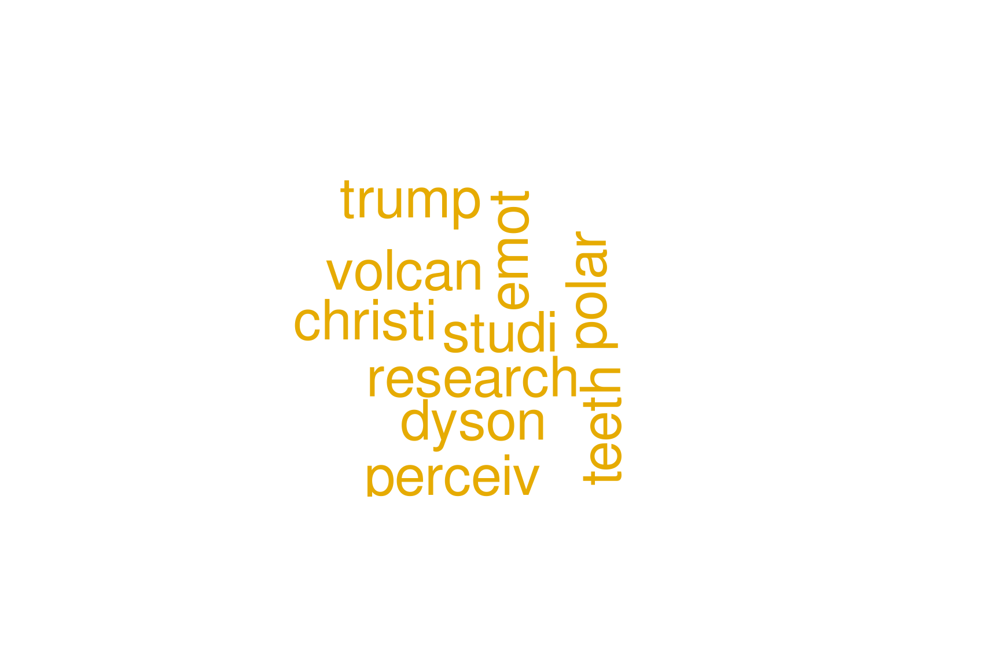 trump
emot
volcan
polar
christi
studi
research
teeth
dyson
perceiv